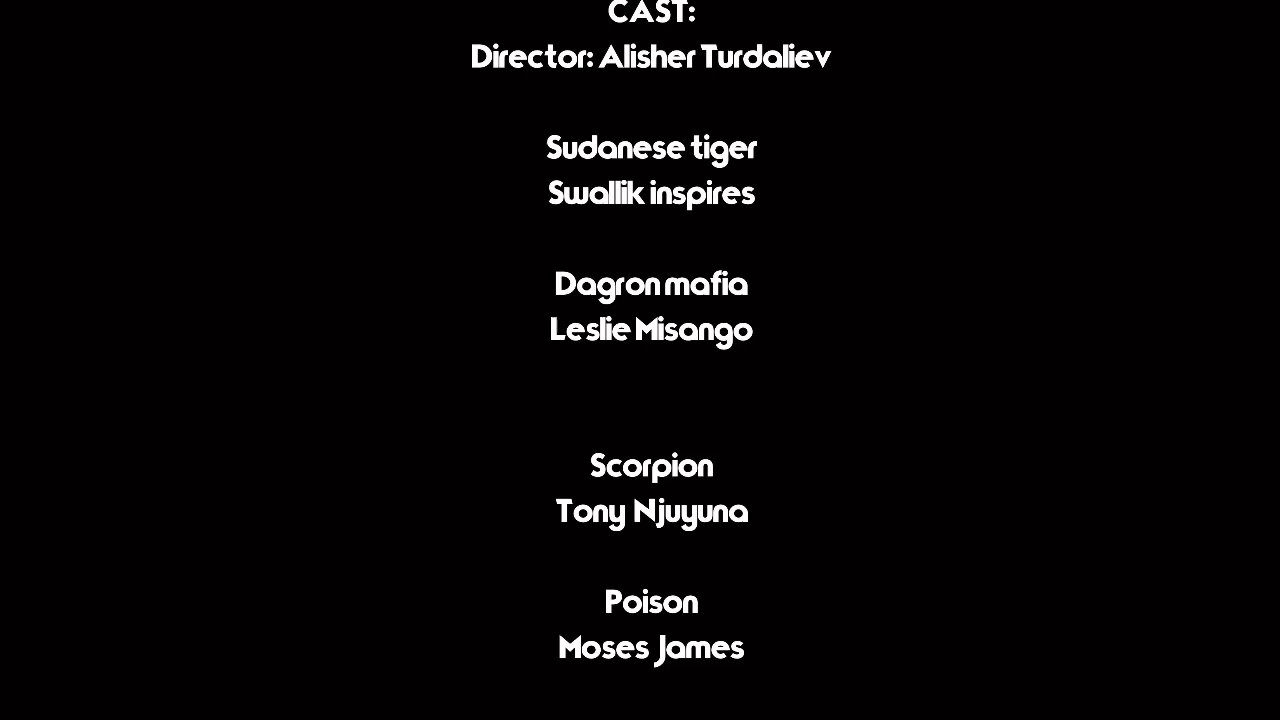 CAST:
Director: Alisher Turdaliev
Sudanese tiger
Swallik inspires
Dagron mafia
Leslie Misango
Scorpion
Tony Njuyuna
Poison
Moses James